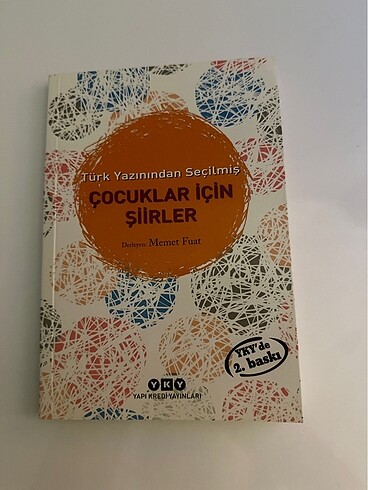 Türk Yazınından Seçilmiş
ÇOCUKLAR İÇİN
ŞİİRLER
Derleyen: Memet Fuat
YKY'de
2. baskı
YKY
YAPI KREDİ YAYINLARI